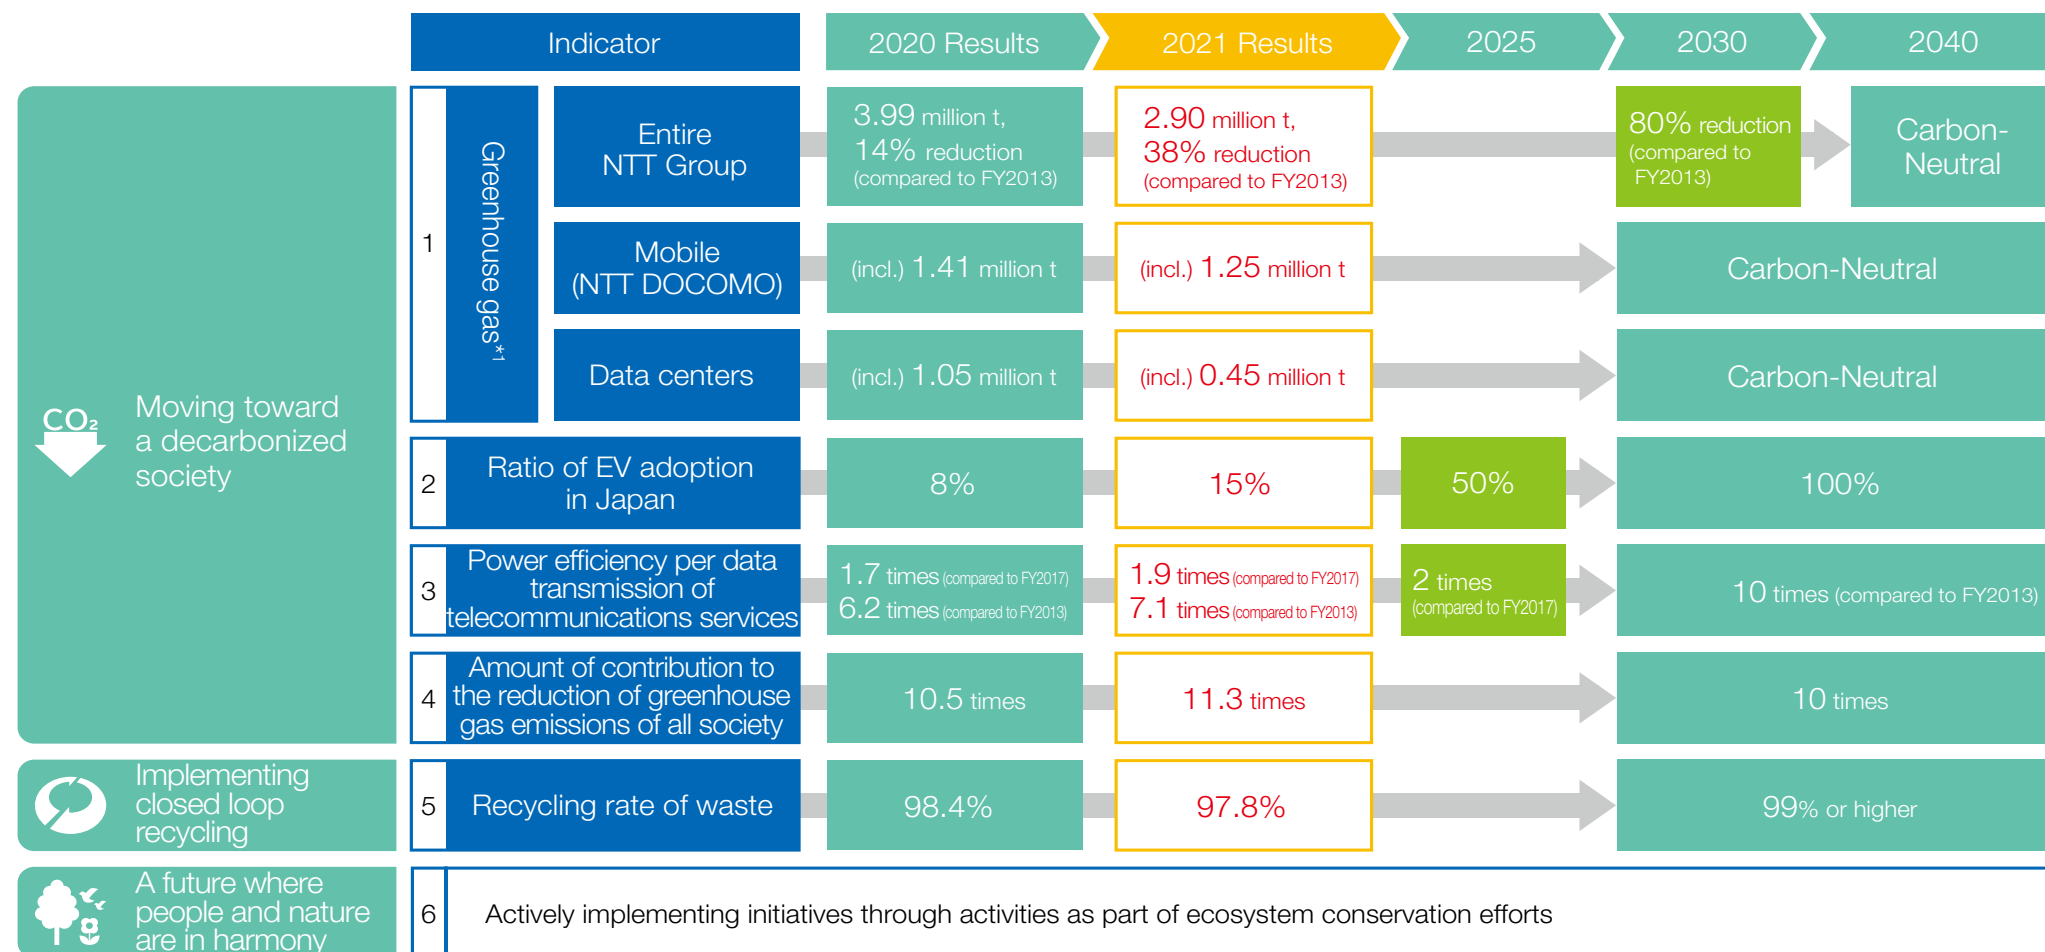 Indicator
2020 Results
2021 Results
2025
2030
2040
CO₂
Moving toward
a decarbonized
society
1
Greenhouse gas*1
Entire
NTT Group
3.99 million t,
14% reduction
(compared to FY2013)
2.90 million t,
38% reduction
(compared to FY2013)
80% reduction
(compared to
FY2013)
Carbon-
Neutral
Mobile
(NTT DOCOMO)
(incl.) 1.41 million t
(incl.) 1.25 million t
Carbon-Neutral
Data centers
(incl.) 1.05 million t
(incl.) 0.45 million t
Carbon-Neutral
2
Ratio of EV adoption
in Japan
8%
15%
50%
100%
3
Power efficiency per data
transmission of
telecommunications services
1.7 times (compared to FY2017)
6.2 times (compared to FY2013)
1.9 times (compared to FY2017)
7.1 times (compared to FY2013)
2 times
(compared to FY2017)
10 times (compared to FY2013)
4
Amount of contribution to
the reduction of greenhouse
gas emissions of all society
10.5 times
11.3 times
10 times
Implementing
closed loop
recycling
5
Recycling rate of waste
98.4%
97.8%
99% or higher
A future where
people and nature
are in harmony
6
Actively implementing initiatives through activities as part of ecosystem conservation efforts